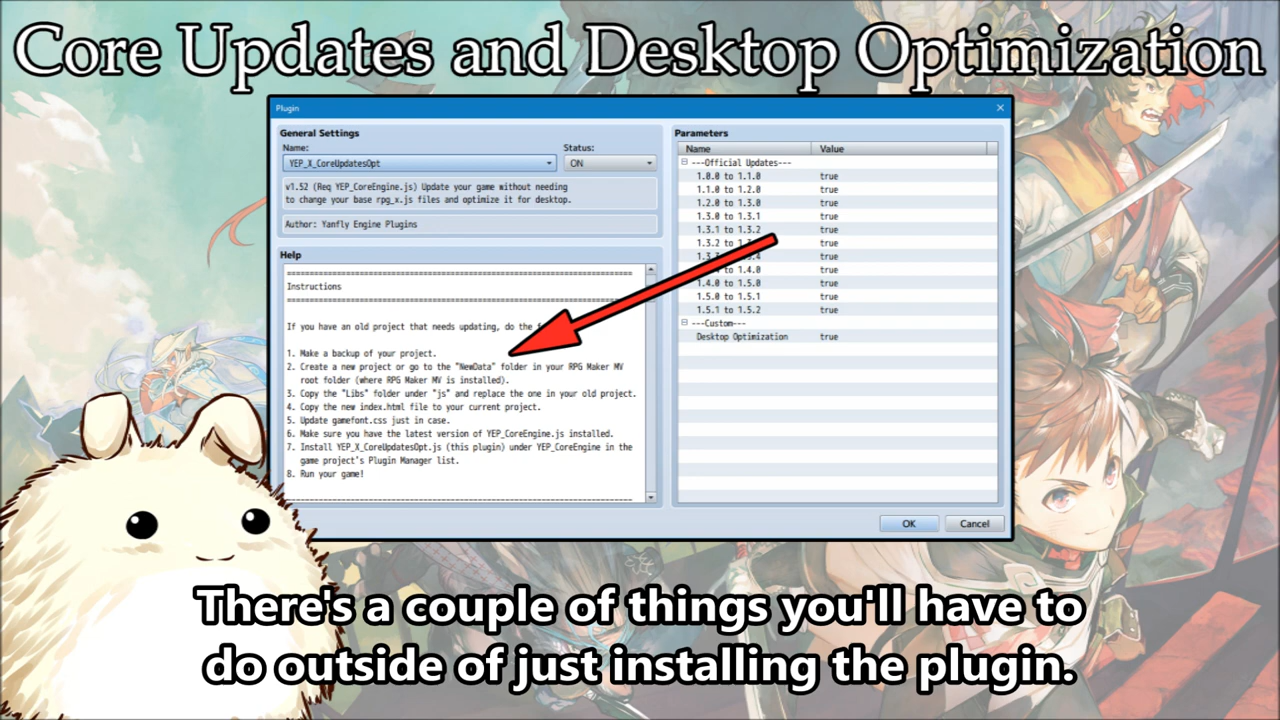 Core Updates and Desktop Optimization
Plugin
General Settings
Name:
Status:
YEP_X_CoreUpdatesOpt
ON
v1.52 (Req YEP_CoreEngine.js) Update your game without needing
to change your base rpg_x.js files and optimize it for desktop.
Author: Yanfly Engine Plugins
Help
================================================================================
Instructions
================================================================================
If you have an old project that needs updating, do the
1. Make a backup of your project.
2. Create a new project or go to the "NewData" folder in your RPG Maker MV
root folder (where RPG Maker MV is installed).
3. Copy the "Libs" folder under "js" and replace the one in your old project.
4. Copy the new index.html file to your current project.
5. Update gamefont.css just in case.
6. Make sure you have the latest version of YEP_CoreEngine.js installed.
7. Install YEP_X_CoreUpdatesOpt.js (this plugin) under YEP_CoreEngine in the
game project's Plugin Manager list.
8. Run your game!
================================================================================
Parameters
Name Value
---Official Updates---
1.0.0 to 1.1.0 true
1.1.0 to 1.2.0 true
1.2.0 to 1.3.0 true
1.3.0 to 1.3.1 true
1.3.1 to 1.3.2 true
1.3.2 to true
true
to 1.4.0 true
1.4.0 to 1.5.0 true
1.5.0 to 1.5.1 true
1.5.1 to 1.5.2 true
---Custom---
Desktop Optimization true
OK Cancel
There's a couple of things you'll have to
do outside of just installing the plugin.